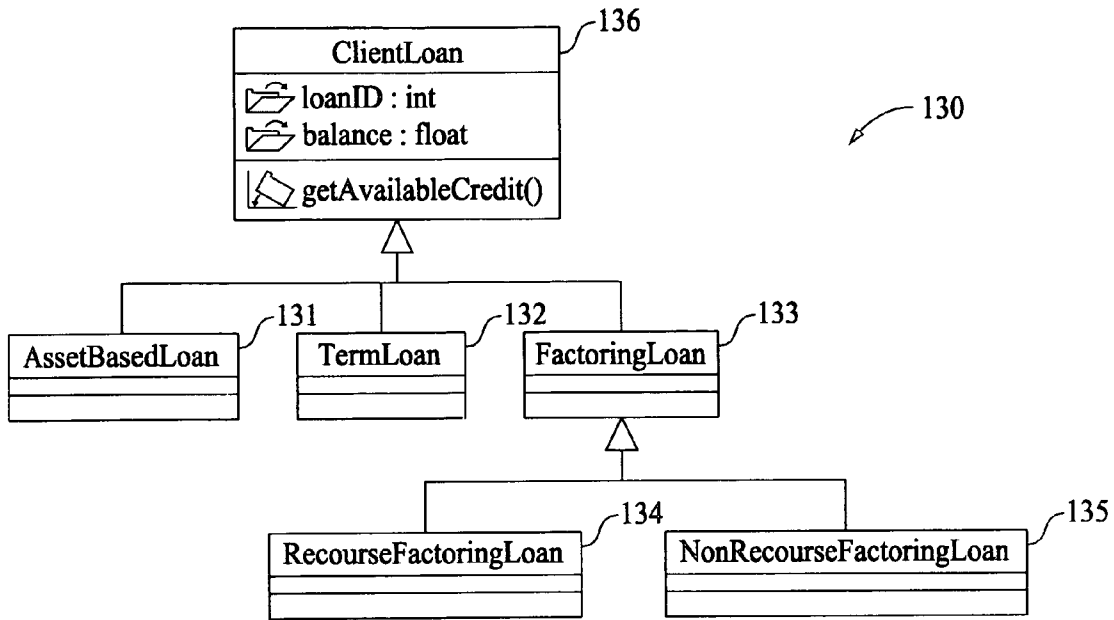 136
ClientLoan
loanID : int
balance : float
getAvailableCredit()
130
131
132
133
AssetBasedLoan
TermLoan
FactoringLoan
134
135
RecourseFactoringLoan
NonRecourseFactoringLoan